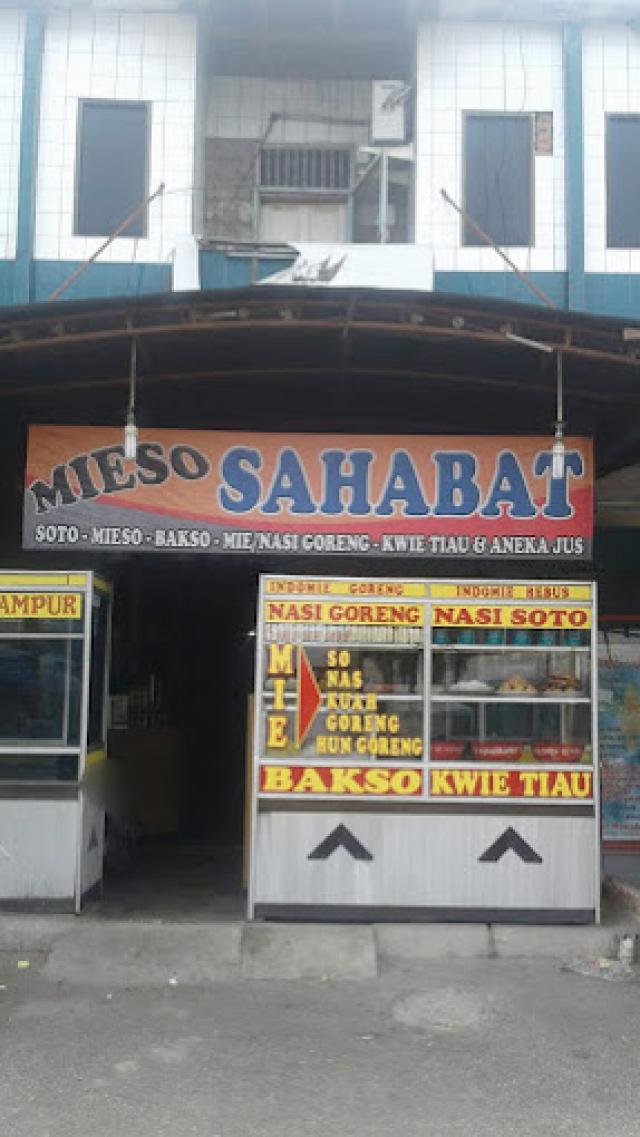 MIESO SAHABAT
SOTO - MIESO - BAKSO - MIE/NASI GORENG - KWIE TIAU & ANEKA JUS
AMPUR
INDOMIE GORENG
INDOMIE REBUS
NASI GORENG
NASI SOTO
MIE
SO
NAS
KUAH
GORENG
HUN GORENG
BAKSO
KWIE TIAU